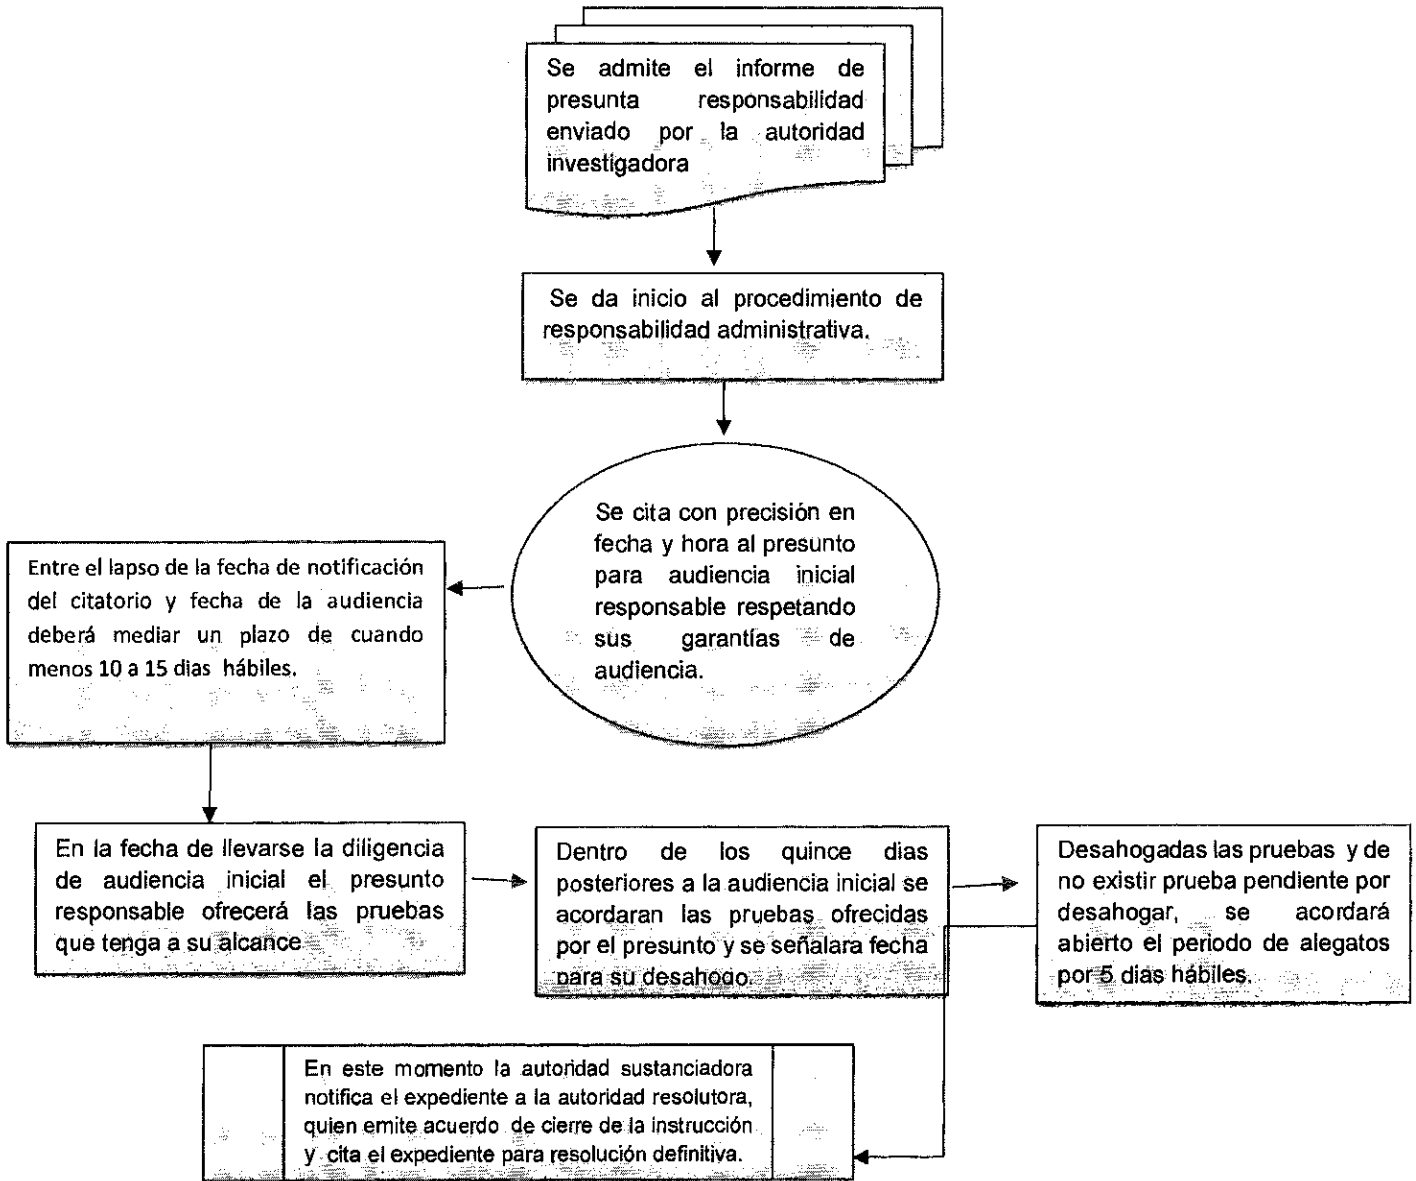 Se admite el informe de
presunta responsabilidad
enviado por la autoridad
investigadora
Se da inicio al procedimiento de
responsabilidad administrativa.
Se cita con precisión en
fecha y hora al presunto
para audiencia inicial
responsable respetando
sus garantías de
audiencia.
Entre el lapso de la fecha de notificación
del citatorio y fecha de la audiencia
deberá mediar un plazo de cuando
menos 10 a 15 dias hábiles.
En la fecha de llevarse la diligencia
de audiencia inicial el presunto
responsable ofrecerá las pruebas
que tenga a su alcance
Dentro de los quince dias
posteriores a la audiencia inicial se
acordaran las pruebas ofrecidas
por el presunto y se señalara fecha
para su desahogo.
Desahogadas las pruebas y de
no existir prueba pendiente por
desahogar, se acordará
abierto el periodo de alegatos
por 5 dias hábiles.
En este momento la autoridad sustanciadora
notifica el expediente a la autoridad resolutora,
quien emite acuerdo de cierre de la instrucción
y cita el expediente para resolución definitiva.